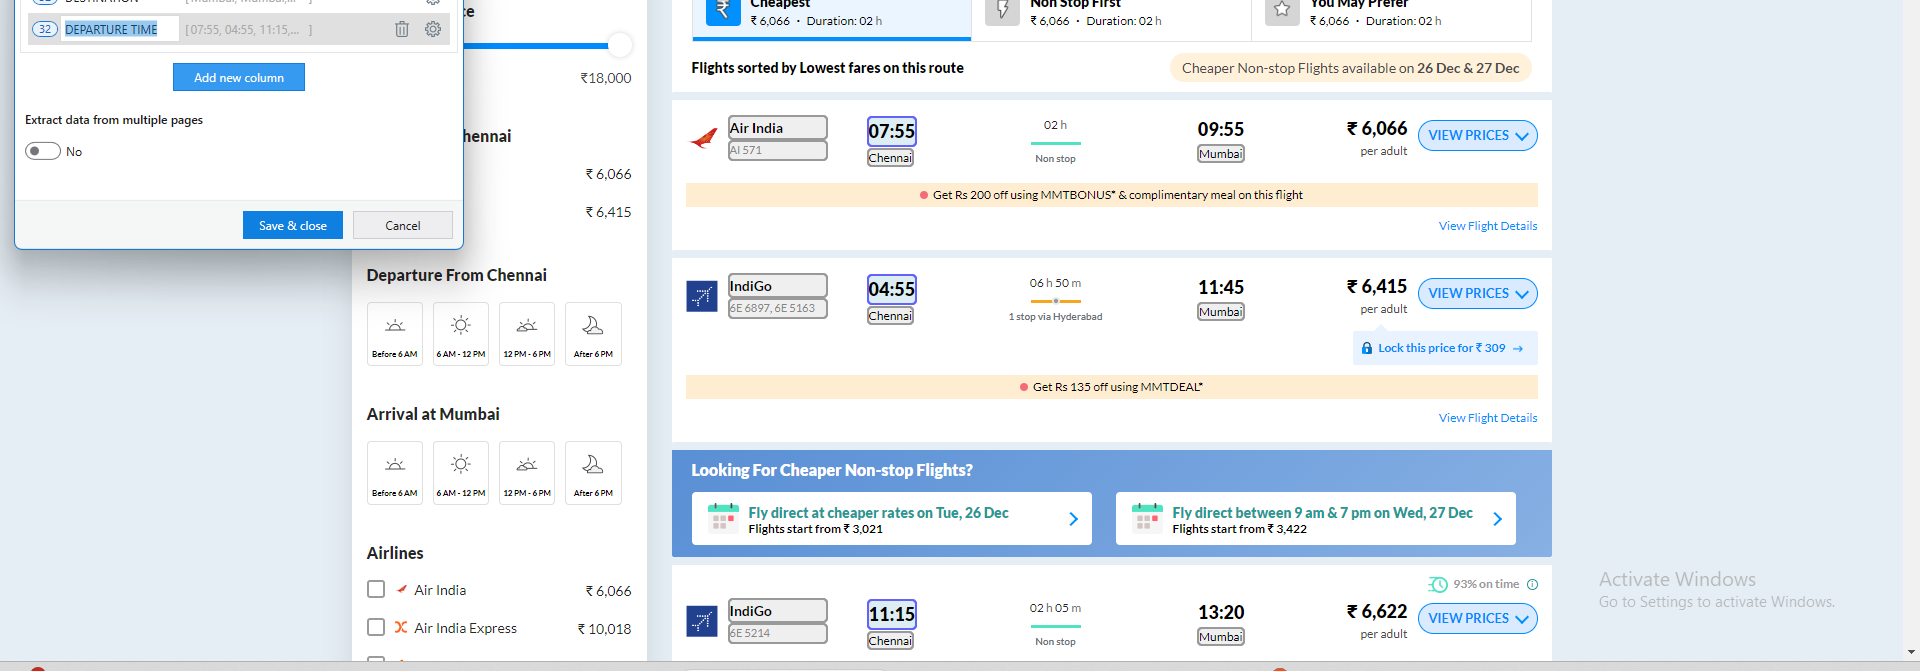 DESTINATION [Mumbai, Mumbai,... ]
32 DEPARTURE TIME [07:55, 04:55, 11:15,... ]
Add new column
Extract data from multiple pages
No
Save & close Cancel
₹18,000
hennai
₹ 6,066
₹ 6,415
Departure From Chennai
Before 6 AM 6 AM - 12 PM 12 PM - 6 PM After 6 PM
Arrival at Mumbai
Before 6 AM 6 AM - 12 PM 12 PM - 6 PM After 6 PM
Airlines
Air India ₹ 6,066
Air India Express ₹ 10,018
Cheapest
₹ 6,066 · Duration: 02 h
Non Stop First
₹ 6,066 · Duration: 02 h
You May Prefer
₹ 6,066 · Duration: 02 h
Flights sorted by Lowest fares on this route
Cheaper Non-stop Flights available on 26 Dec & 27 Dec
Air India 07:55 02 h 09:55 ₹ 6,066 VIEW PRICES
AI 571 Chennai Non stop Mumbai per adult
Get Rs 200 off using MMTBONUS* & complimentary meal on this flight
View Flight Details
IndiGo 04:55 06 h 50 m 11:45 ₹ 6,415 VIEW PRICES
6E 6897, 6E 5163 Chennai 1 stop via Hyderabad Mumbai per adult
Lock this price for ₹ 309 →
Get Rs 135 off using MMTDEAL*
View Flight Details
Looking For Cheaper Non-stop Flights?
Fly direct at cheaper rates on Tue, 26 Dec
Flights start from ₹ 3,021
Fly direct between 9 am & 7 pm on Wed, 27 Dec
Flights start from ₹ 3,422
93% on time
IndiGo 11:15 02 h 05 m 13:20 ₹ 6,622 VIEW PRICES
6E 5214 Chennai Non stop Mumbai per adult
Activate Windows
Go to Settings to activate Windows.